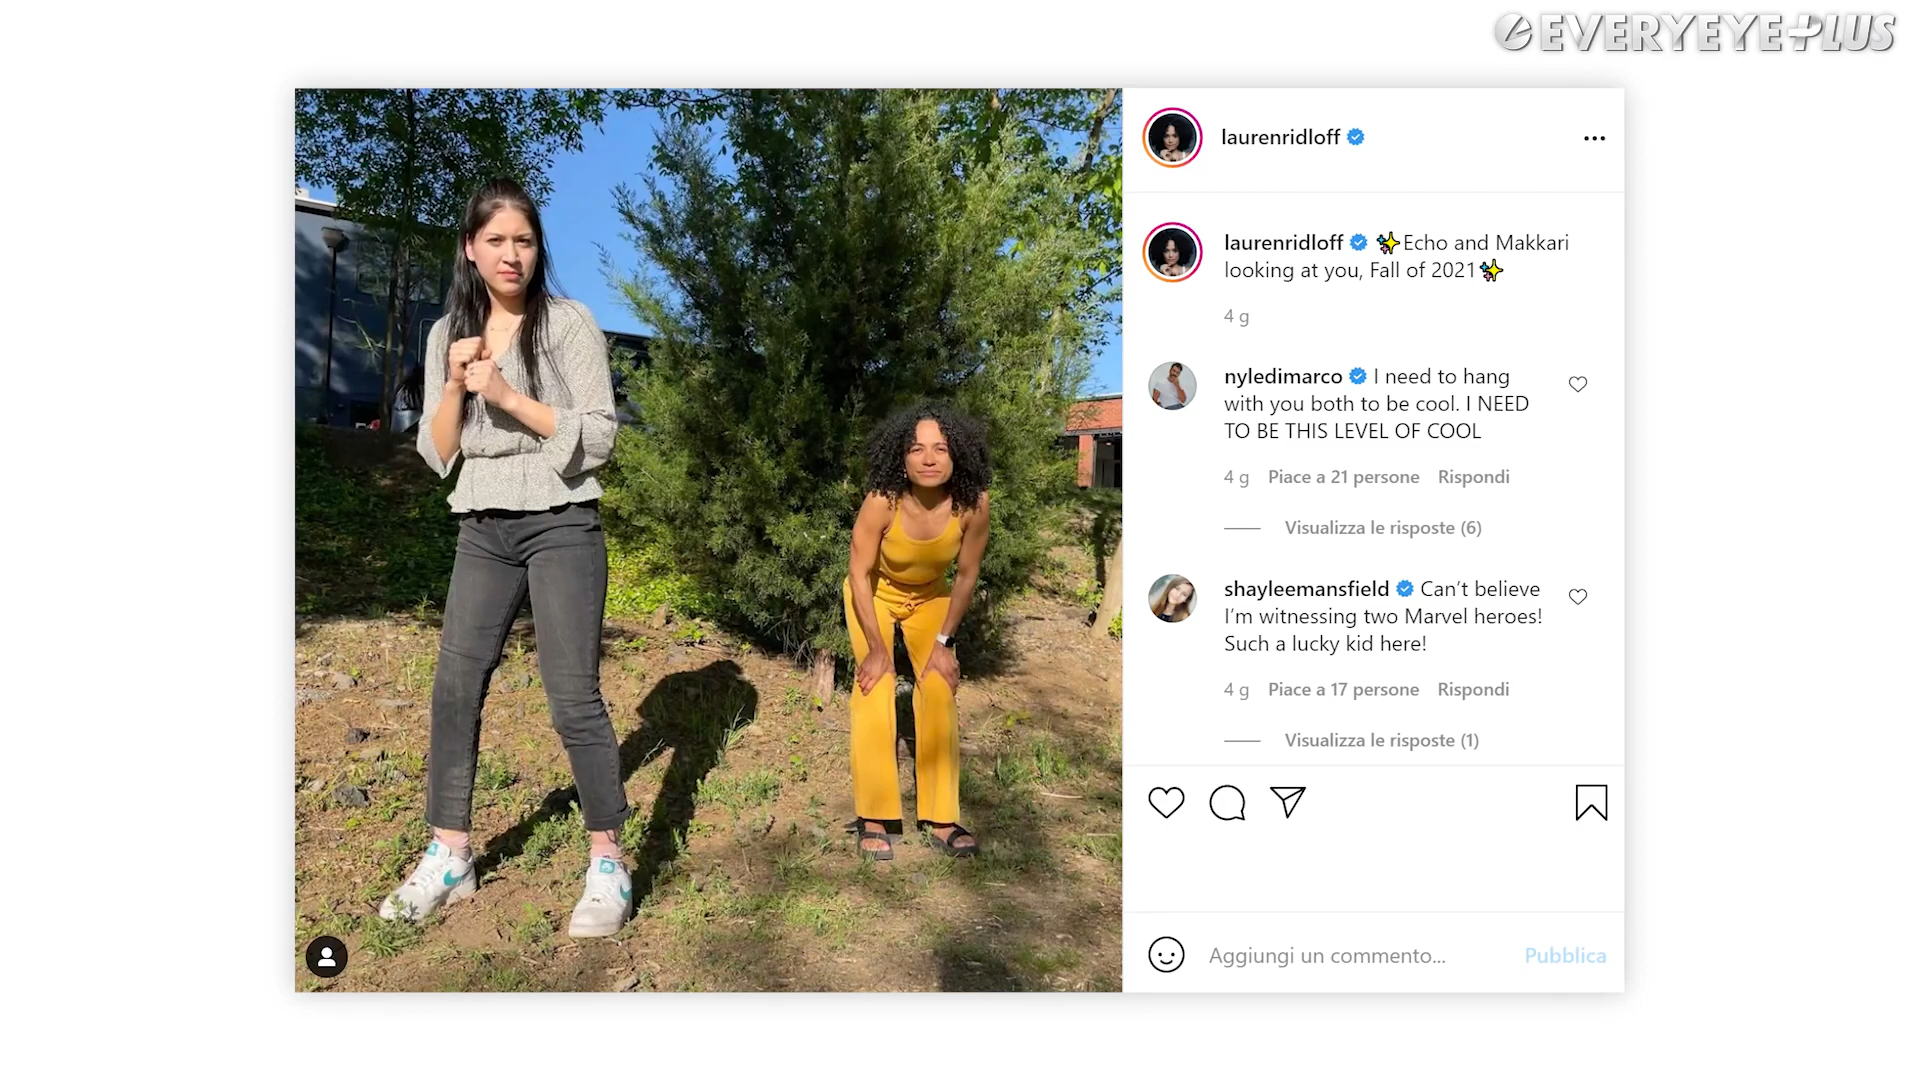 EVERYEYE PLUS
laurenridloff
laurenridloff ✨Echo and Makkari
looking at you, Fall of 2021✨
4 g
nyledimarco I need to hang
with you both to be cool. I NEED
TO BE THIS LEVEL OF COOL
4 g Piace a 21 persone Rispondi
Visualizza le risposte (6)
shayleemansfield Can’t believe
I’m witnessing two Marvel heroes!
Such a lucky kid here!
4 g Piace a 17 persone Rispondi
Visualizza le risposte (1)
Aggiungi un commento... Pubblica